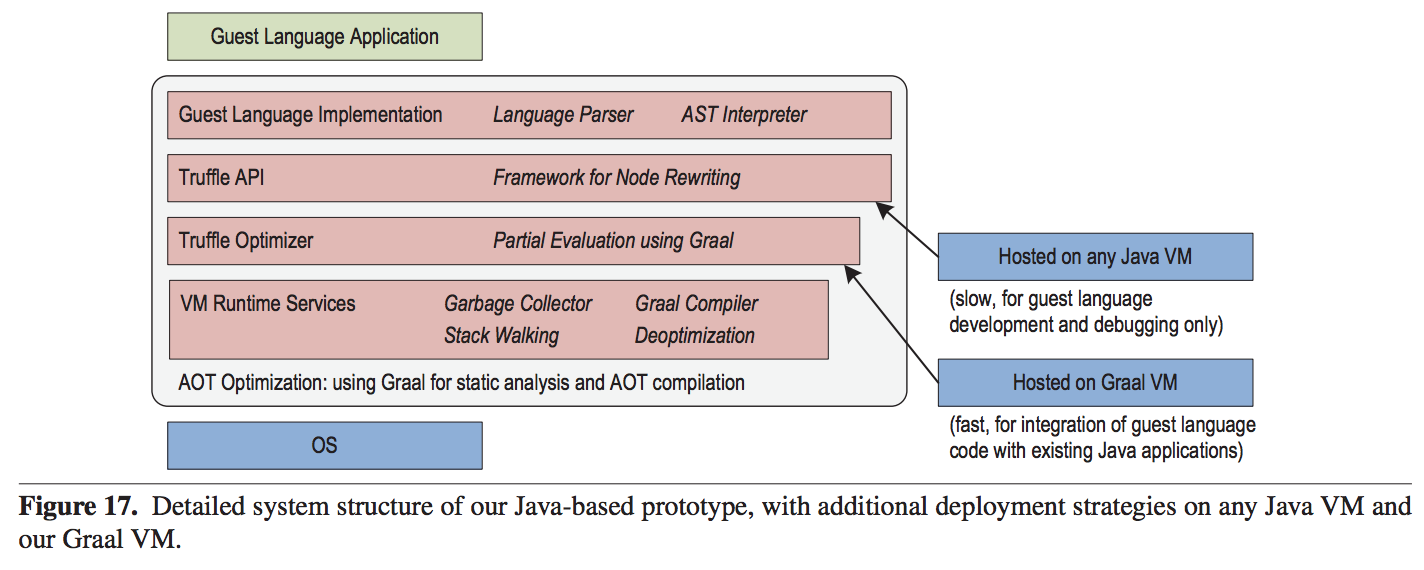 Guest Language Application
Guest Language Implementation Language Parser AST Interpreter
Truffle API Framework for Node Rewriting
Truffle Optimizer Partial Evaluation using Graal
VM Runtime Services Garbage Collector Graal Compiler
Stack Walking Deoptimization
AOT Optimization: using Graal for static analysis and AOT compilation
OS
Hosted on any Java VM
(slow, for guest language
development and debugging only)
Hosted on Graal VM
(fast, for integration of guest language
code with existing Java applications)
Figure 17. Detailed system structure of our Java-based prototype, with additional deployment strategies on any Java VM and
our Graal VM.